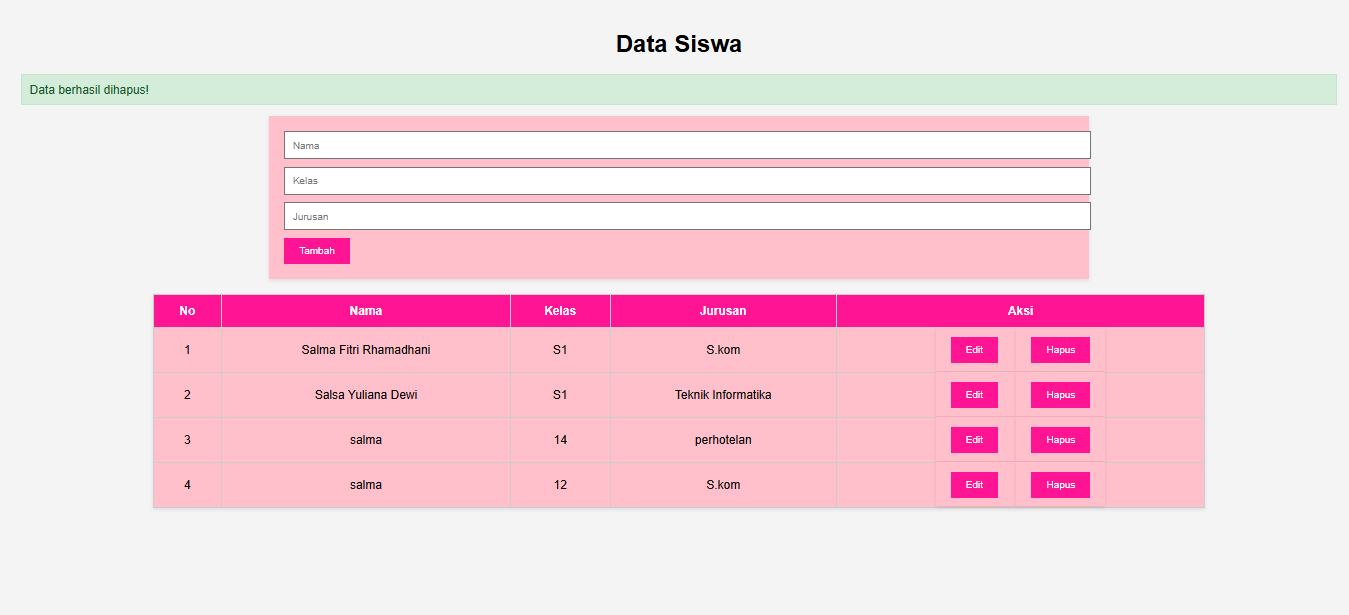 Data Siswa
Data berhasil dihapus!
Nama
Kelas
Jurusan
Tambah
No Nama Kelas Jurusan Aksi
1 Salma Fitri Rhamadhani S1 S.kom Edit Hapus
2 Salsa Yuliana Dewi S1 Teknik Informatika Edit Hapus
3 salma 14 perhotelan Edit Hapus
4 salma 12 S.kom Edit Hapus